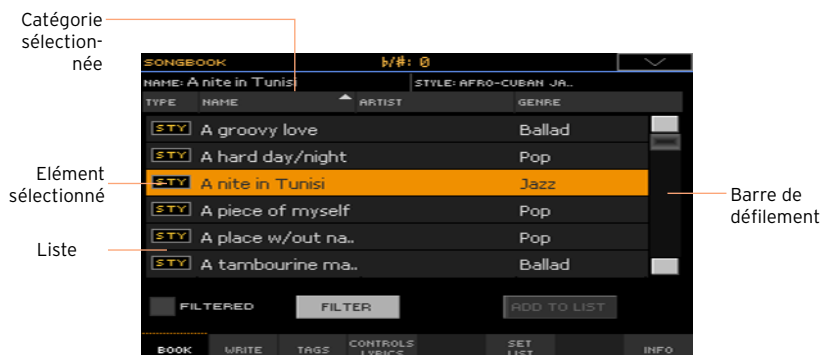 Catégorie
sélection-
née
SONGBOOK ♭/#: 0
NAME: A nite in Tunisi STYLE: AFRO-CUBAN JA..
TYPE NAME ARTIST GENRE
STY A groovy love Ballad
STY A hard day/night Pop
Elément
sélectionné
STY A nite in Tunisi Jazz
Barre de
défilement
STY A piece of myself Pop
Liste
STY A place w/out na.. Pop
STY A tambourine ma.. Ballad
FILTERED FILTER ADD TO LIST
BOOK WRITE TAGS CONTROLS LYRICS SET LIST INFO